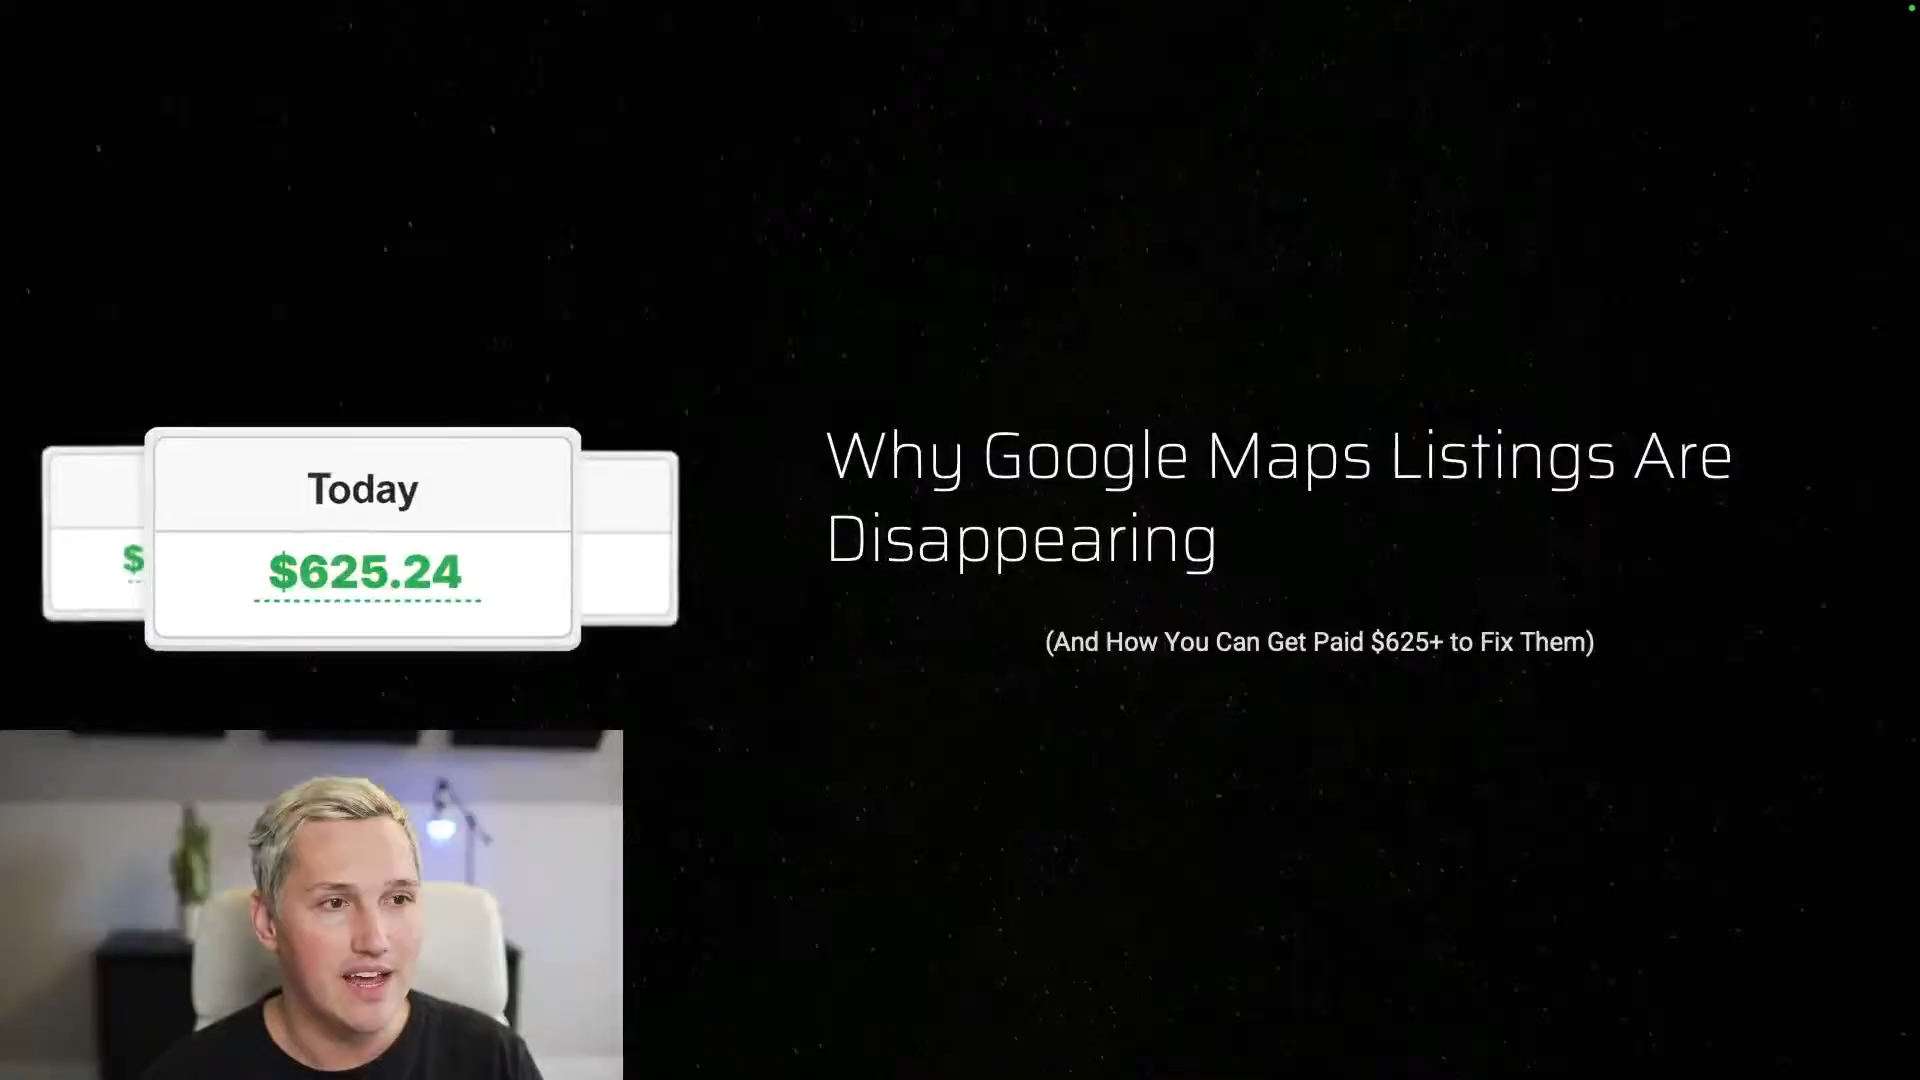 Today
$
$625.24
Why Google Maps Listings Are
Disappearing
(And How You Can Get Paid $625+ to Fix Them)